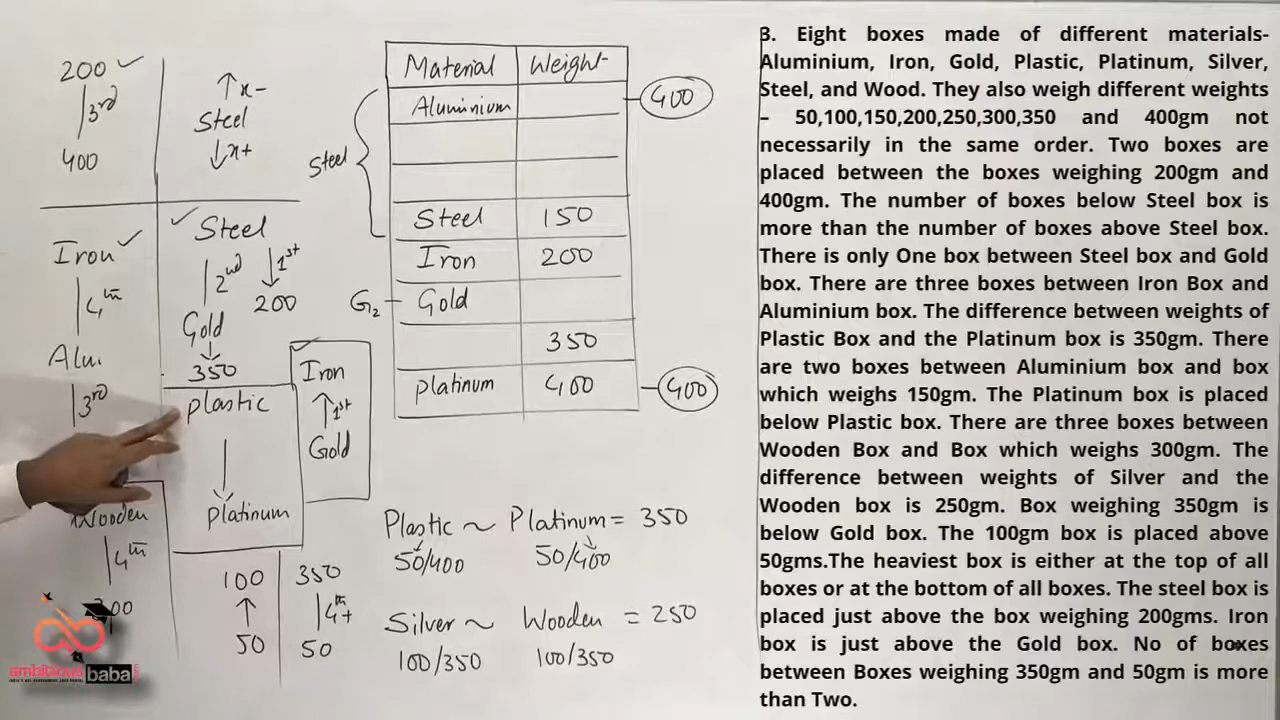 200 ✓
3rd
400
↑ x-
Steel
↓ x+
Iron ✓
4th
Alu.
3rd
✓ Steel
2nd
1st
200
Gold
350
plastic
platinum
Iron
↑ 1st
Gold
Wooden
4th
100
↑
50
350
4th+
50
Material Weight
Aluminium
Steel 150
Iron 200
Gold
350
platinum 400
Steel
G2
400
400
Plastic ~ Platinum = 350
50/400 50/400
Silver ~ Wooden = 250
100/350 100/350
ambitious
baba
3. Eight boxes made of different materials-
Aluminium, Iron, Gold, Plastic, Platinum, Silver,
Steel, and Wood. They also weigh different weights
– 50,100,150,200,250,300,350 and 400gm not
necessarily in the same order. Two boxes are
placed between the boxes weighing 200gm and
400gm. The number of boxes below Steel box is
more than the number of boxes above Steel box.
There is only One box between Steel box and Gold
box. There are three boxes between Iron Box and
Aluminium box. The difference between weights of
Plastic Box and the Platinum box is 350gm. There
are two boxes between Aluminium box and box
which weighs 150gm. The Platinum box is placed
below Plastic box. There are three boxes between
Wooden Box and Box which weighs 300gm. The
difference between weights of Silver and the
Wooden box is 250gm. Box weighing 350gm is
below Gold box. The 100gm box is placed above
50gms.The heaviest box is either at the top of all
boxes or at the bottom of all boxes. The steel box is
placed just above the box weighing 200gms. Iron
box is just above the Gold box. No of boxes
between Boxes weighing 350gm and 50gm is more
than Two.